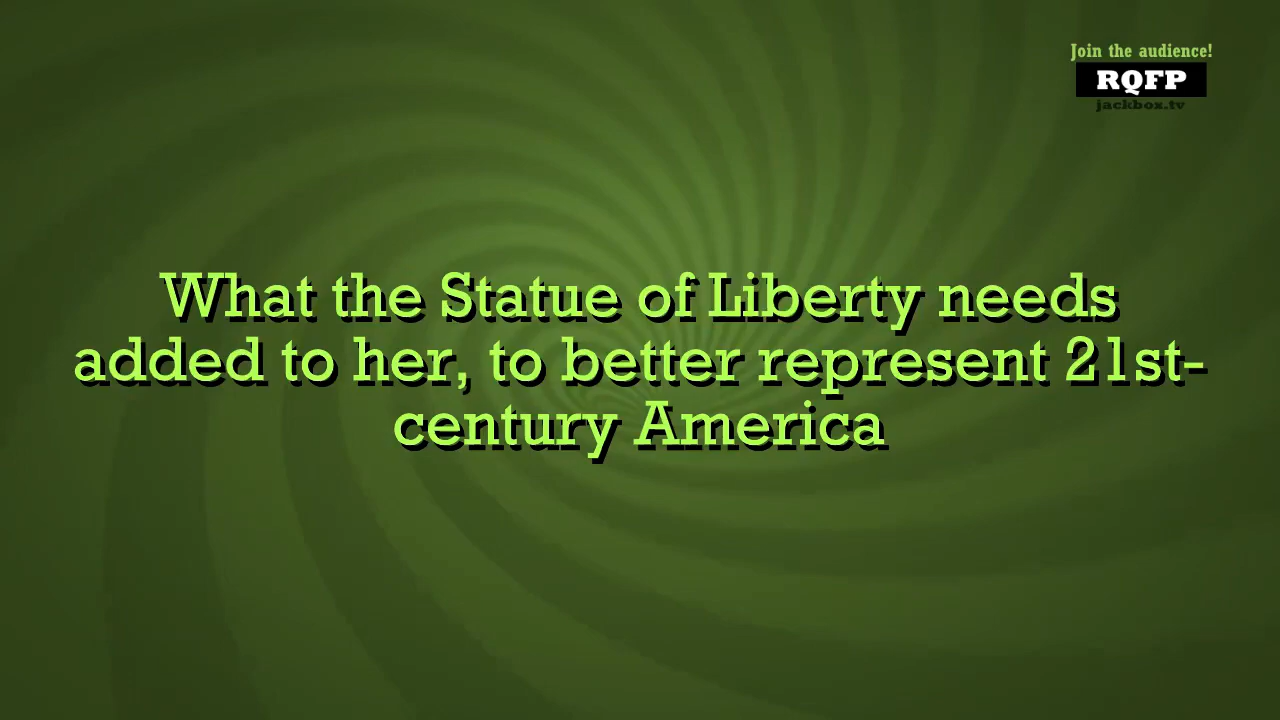 Join the audience!
RQFP
jackbox.tv
What the Statue of Liberty needs
added to her, to better represent 21st-
century America